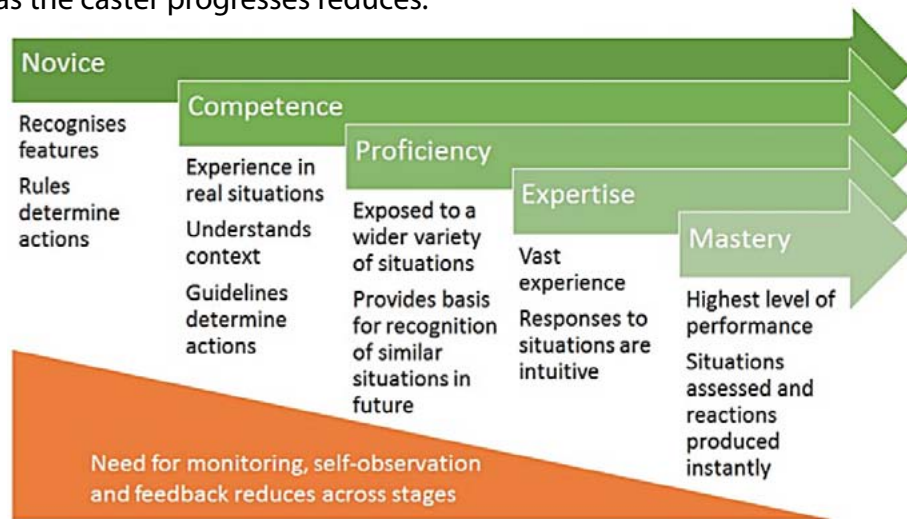 as the caster progresses reduces.
Novice
Recognises
features
Rules
determine
actions
Competence
Experience in
real situations
Understands
context
Guidelines
determine
actions
Proficiency
Exposed to a
wider variety
of situations
Provides basis
for recognition
of similar
situations in
future
Expertise
Vast
experience
Responses to
situations are
intuitive
Mastery
Highest level of
performance
Situations
assessed and
reactions
produced
instantly
Need for monitoring, self-observation
and feedback reduces across stages